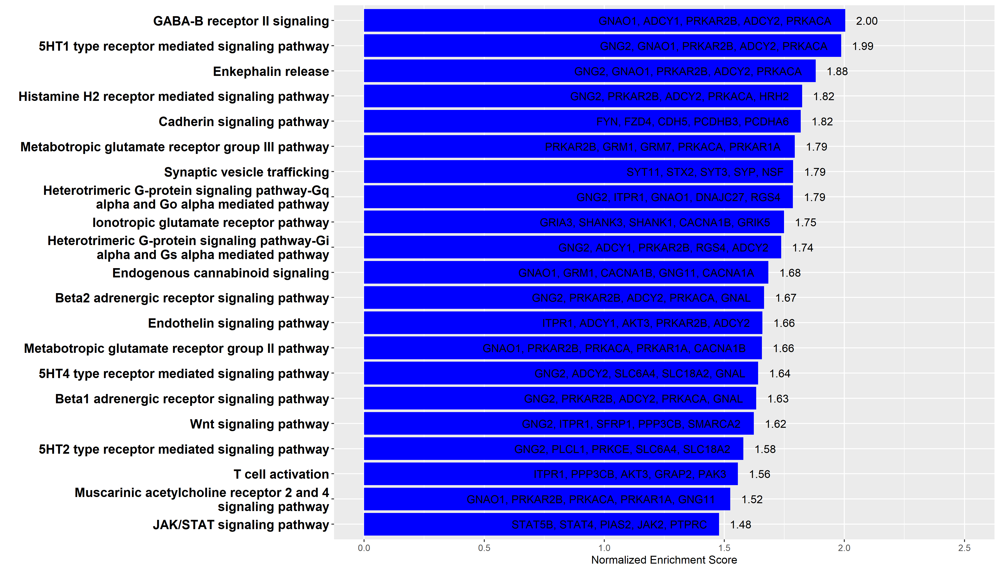 GABA-B receptor II signaling GNAO1, ADCY1, PRKAR2B, ADCY2, PRKACA 2.00
5HT1 type receptor mediated signaling pathway GNG2, GNAO1, PRKAR2B, ADCY2, PRKACA 1.99
Enkephalin release GNG2, GNAO1, PRKAR2B, ADCY2, PRKACA 1.88
Histamine H2 receptor mediated signaling pathway GNG2, PRKAR2B, ADCY2, PRKACA, HRH2 1.82
Cadherin signaling pathway FYN, FZD4, CDH5, PCDHB3, PCDHA6 1.82
Metabotropic glutamate receptor group III pathway PRKAR2B, GRM1, GRM7, PRKACA, PRKAR1A 1.79
Synaptic vesicle trafficking SYT11, STX2, SYT3, SYP, NSF 1.79
Heterotrimeric G-protein signaling pathway-Gq
alpha and Go alpha mediated pathway GNG2, ITPR1, GNAO1, DNAJC27, RGS4 1.79
Ionotropic glutamate receptor pathway GRIA3, SHANK3, SHANK1, CACNA1B, GRIK5 1.75
Heterotrimeric G-protein signaling pathway-Gi
alpha and Gs alpha mediated pathway GNG2, ADCY1, PRKAR2B, RGS4, ADCY2 1.74
Endogenous cannabinoid signaling GNAO1, GRM1, CACNA1B, GNG11, CACNA1A 1.68
Beta2 adrenergic receptor signaling pathway GNG2, PRKAR2B, ADCY2, PRKACA, GNAL 1.67
Endothelin signaling pathway ITPR1, ADCY1, AKT3, PRKAR2B, ADCY2 1.66
Metabotropic glutamate receptor group II pathway GNAO1, PRKAR2B, PRKACA, PRKAR1A, CACNA1B 1.66
5HT4 type receptor mediated signaling pathway GNG2, ADCY2, SLC6A4, SLC18A2, GNAL 1.64
Beta1 adrenergic receptor signaling pathway GNG2, PRKAR2B, ADCY2, PRKACA, GNAL 1.63
Wnt signaling pathway GNG2, ITPR1, SFRP1, PPP3CB, SMARCA2 1.62
5HT2 type receptor mediated signaling pathway GNG2, PLCL1, PRKCE, SLC6A4, SLC18A2 1.58
T cell activation ITPR1, PPP3CB, AKT3, GRAP2, PAK3 1.56
Muscarinic acetylcholine receptor 2 and 4
signaling pathway GNAO1, PRKAR2B, PRKACA, PRKAR1A, GNG11 1.52
JAK/STAT signaling pathway STAT5B, STAT4, PIAS2, JAK2, PTPRC 1.48
0.0 0.5 1.0 1.5 2.0 2.5
Normalized Enrichment Score